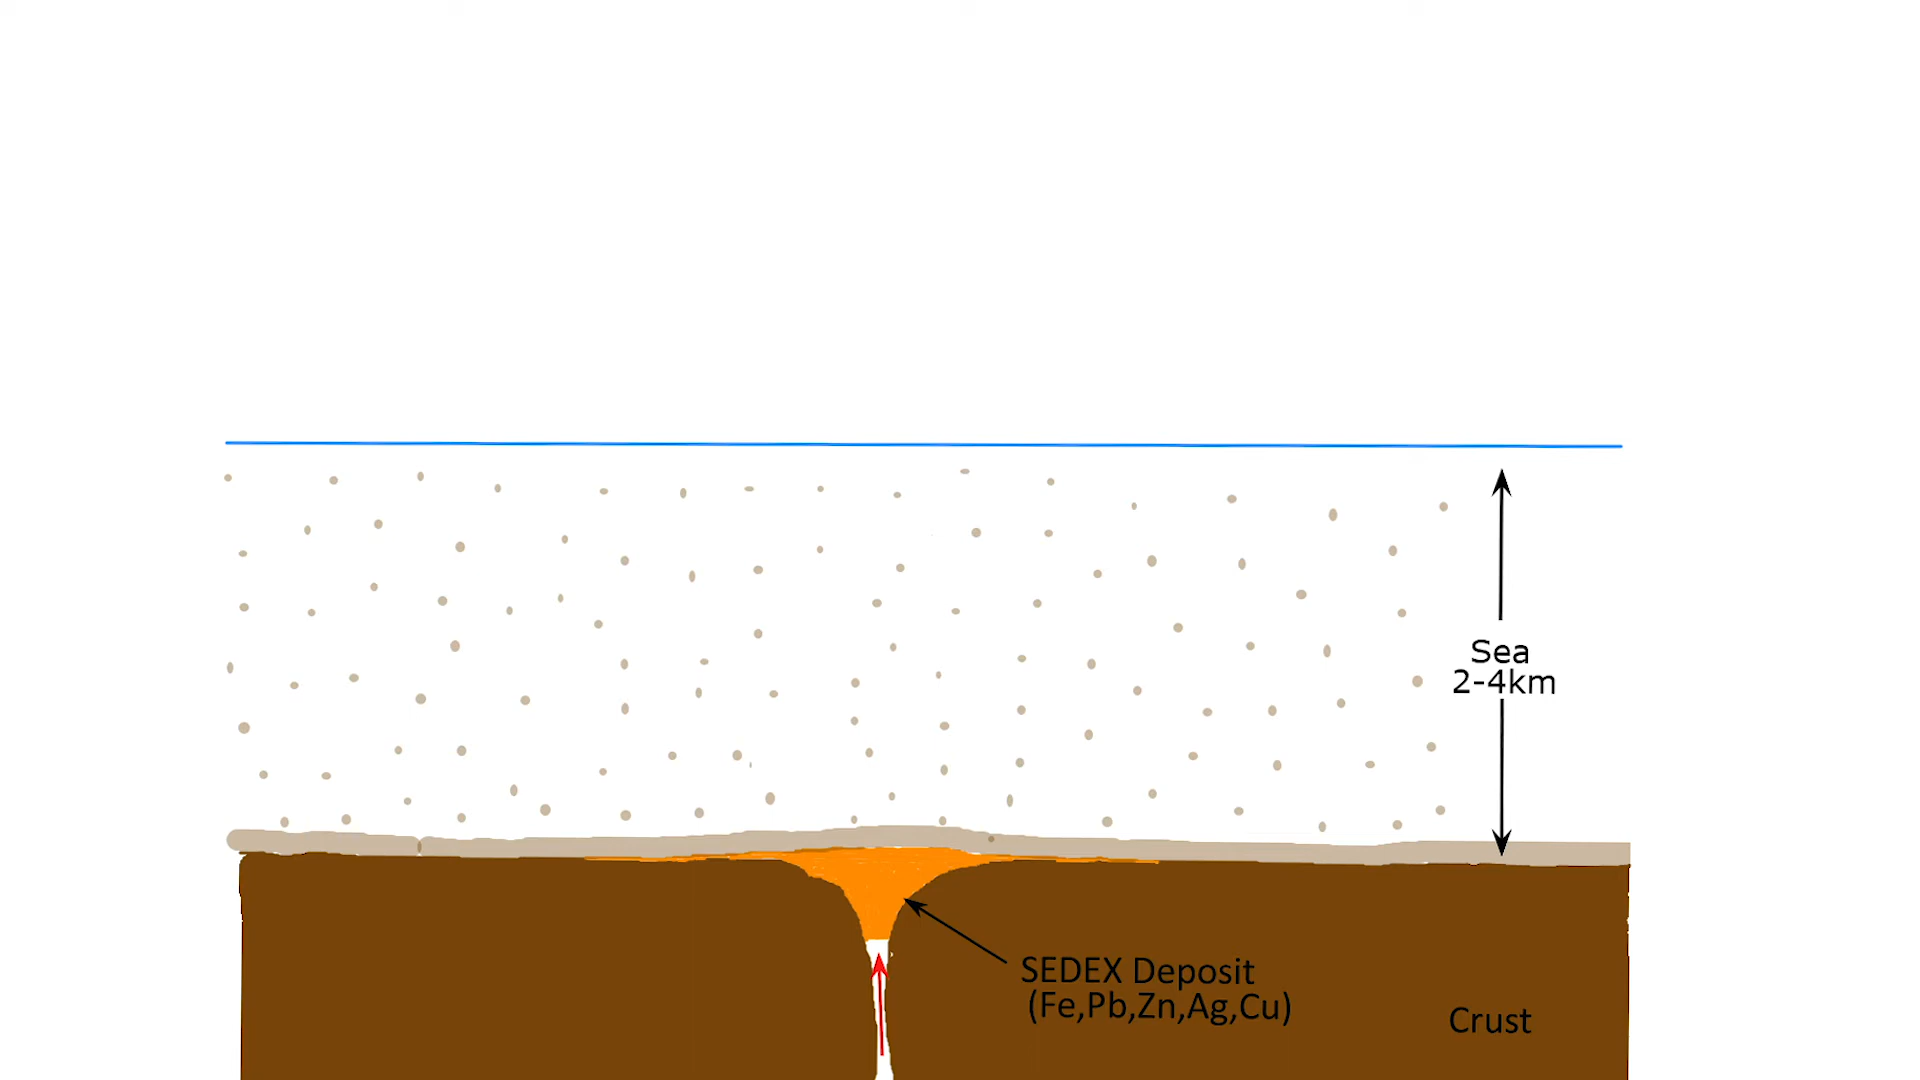 Sea
2-4km
SEDEX Deposit
(Fe,Pb,Zn,Ag,Cu)
Crust